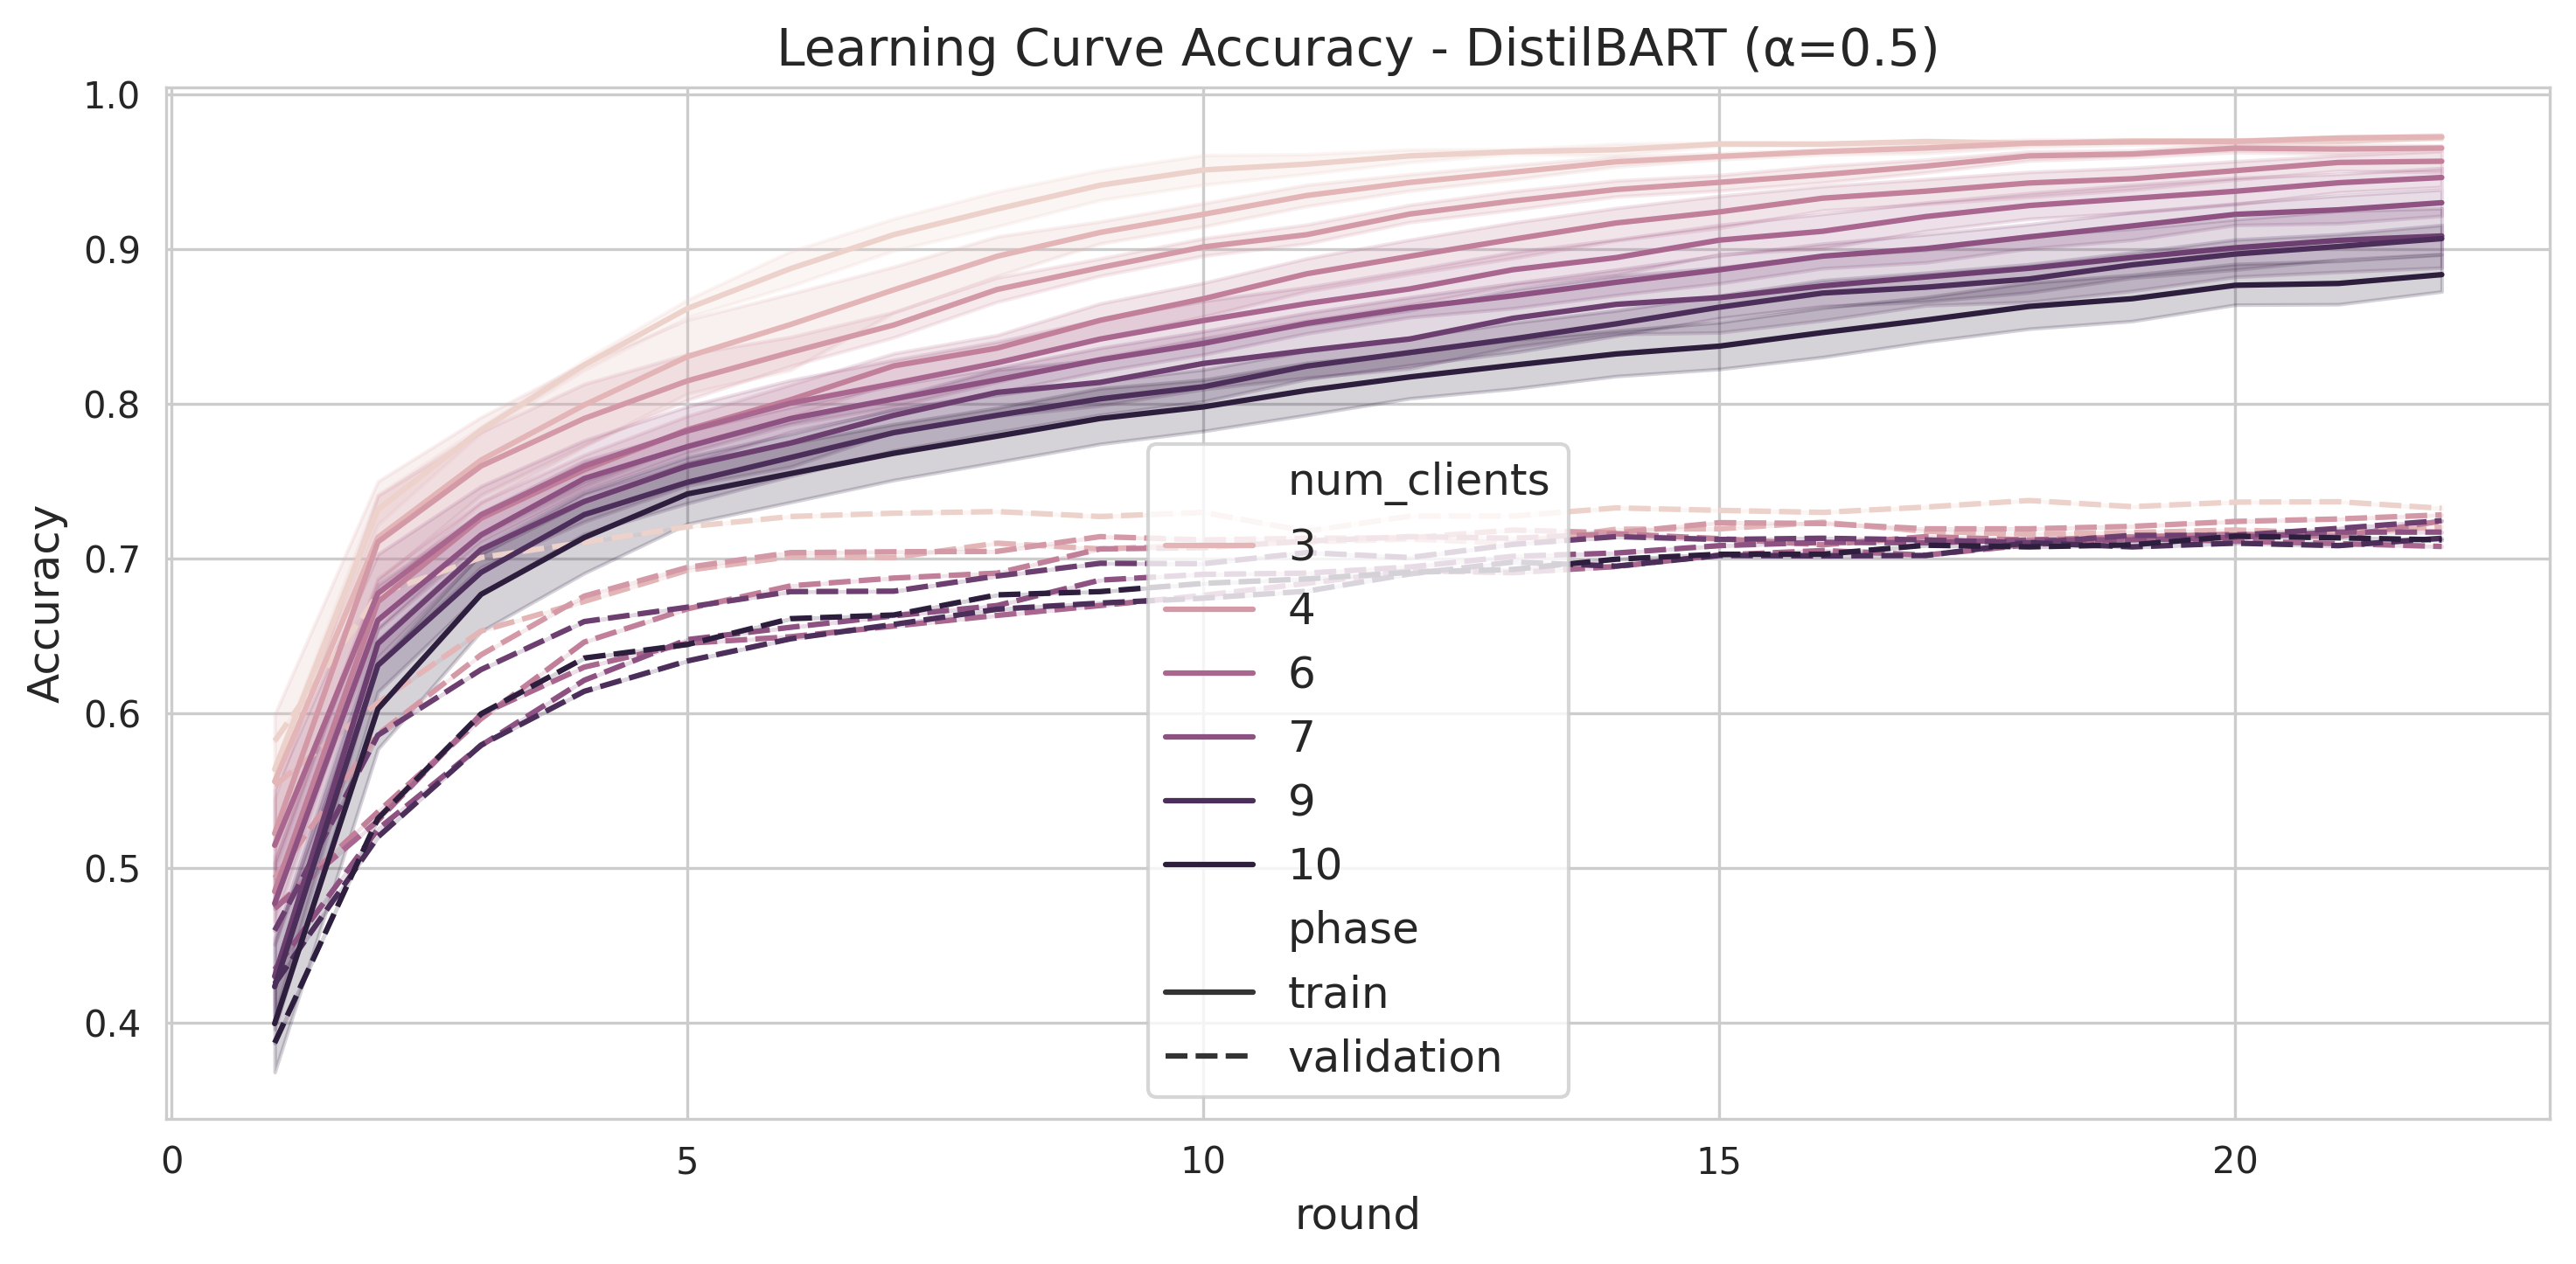 Learning Curve Accuracy - DistilBART (α=0.5)
1.0
0.9
0.8
0.7
0.6
0.5
0.4
Accuracy
num_clients
3
4
6
7
9
10
phase
train
validation
0 5 10 15 20
round